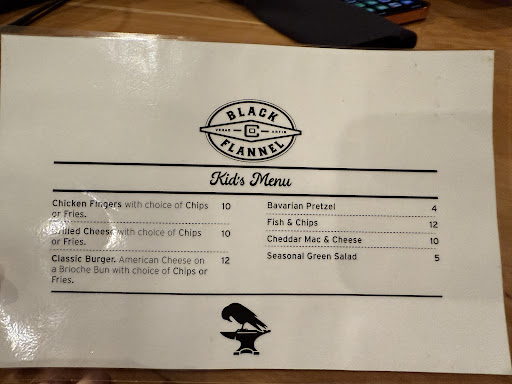 BLACK
FLANNEL
Kid's Menu
Chicken Fingers with choice of Chips 10
or Fries.
Grilled Cheese with choice of Chips 10
or Fries.
Classic Burger. American Cheese on 12
a Brioche Bun with choice of Chips or
Fries.
Bavarian Pretzel 4
Fish & Chips 12
Cheddar Mac & Cheese 10
Seasonal Green Salad 5